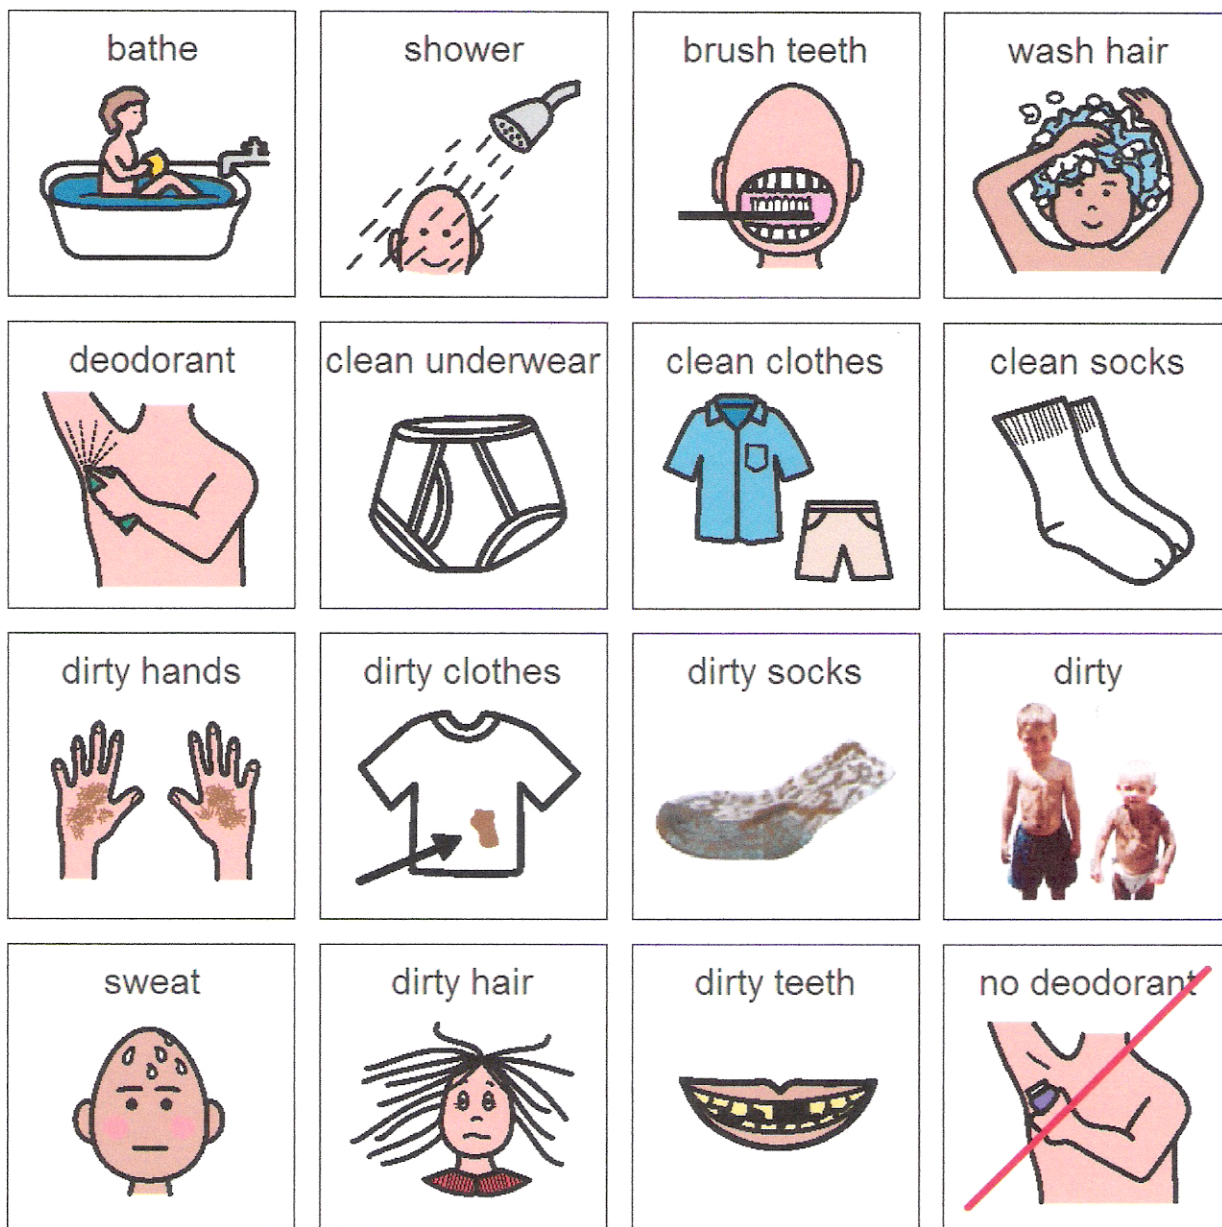 bathe
shower
brush teeth
wash hair
deodorant
clean underwear
clean clothes
clean socks
dirty hands
dirty clothes
dirty socks
dirty
sweat
dirty hair
dirty teeth
no deodorant